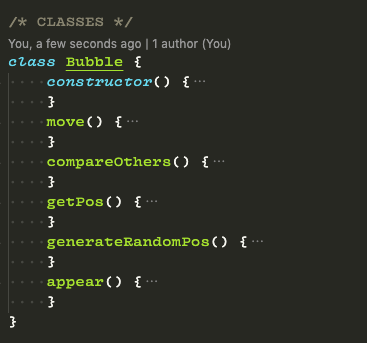 /* CLASSES */
You, a few seconds ago | 1 author (You)
class Bubble {
····constructor() {···
····}
····move() {···
····}
····compareOthers() {···
····}
····getPos() {···
····}
····generateRandomPos() {···
····}
····appear() {···
····}
}